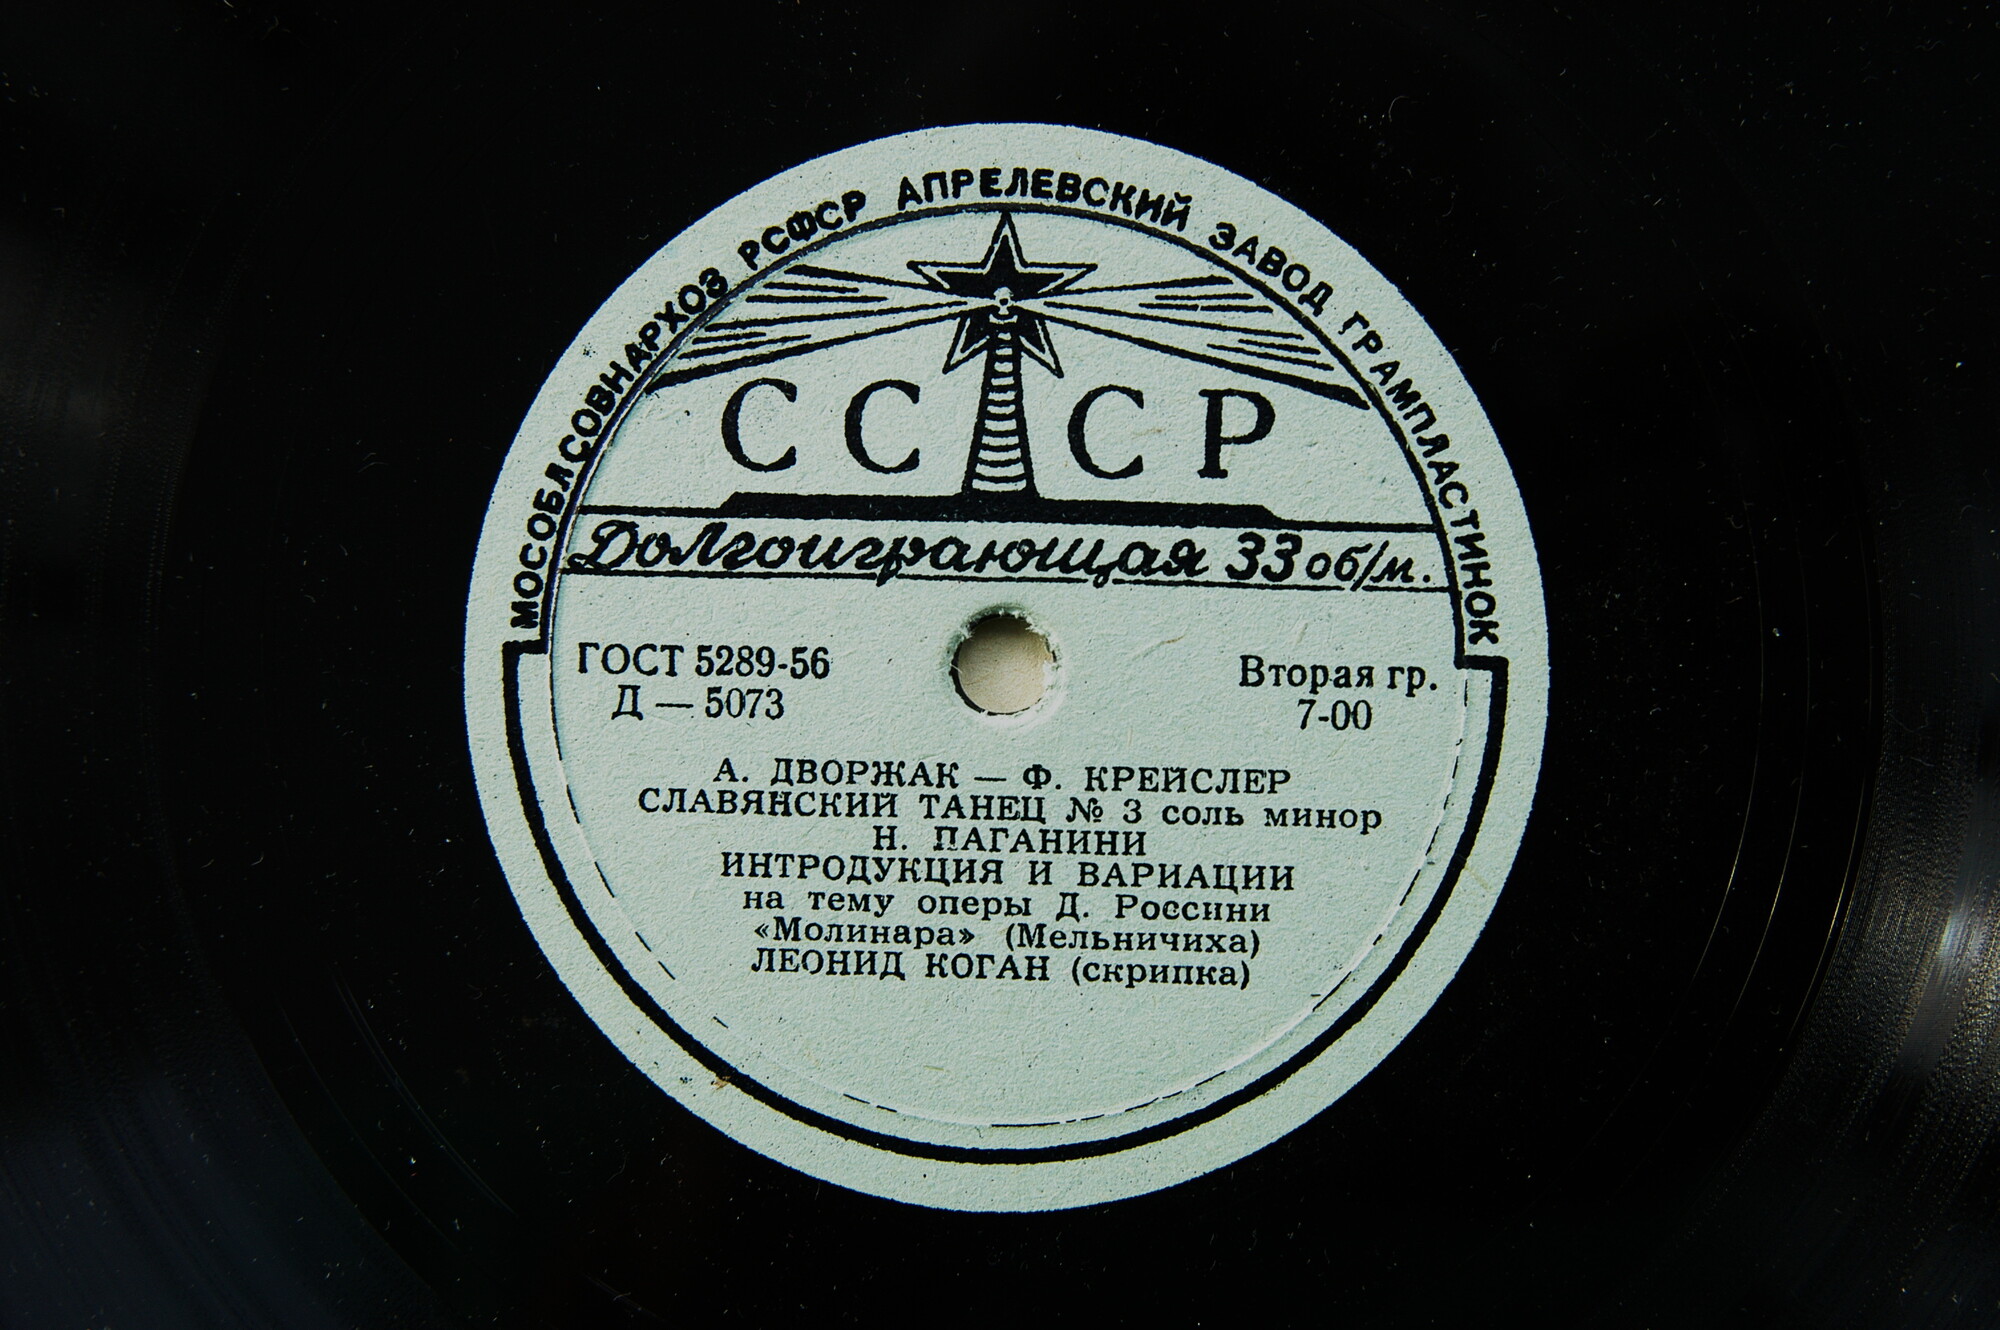 МОСОБЛСОВНАРХОЗ РСФСР АПРЕЛЕВСКИЙ ЗАВОД ГРАМПЛАСТИНОК
СССР
Долгоиграющая 33 об/м.
ГОСТ 5289-56
Д — 5073
Вторая гр.
7-00
А. ДВОРЖАК — Ф. КРЕЙСЛЕР
СЛАВЯНСКИЙ ТАНЕЦ № 3 соль минор
Н. ПАГАНИНИ
ИНТРОДУКЦИЯ И ВАРИАЦИИ
на тему оперы Д. Россини
«Молинара» (Мельничиха)
ЛЕОНИД КОГАН (скрипка)